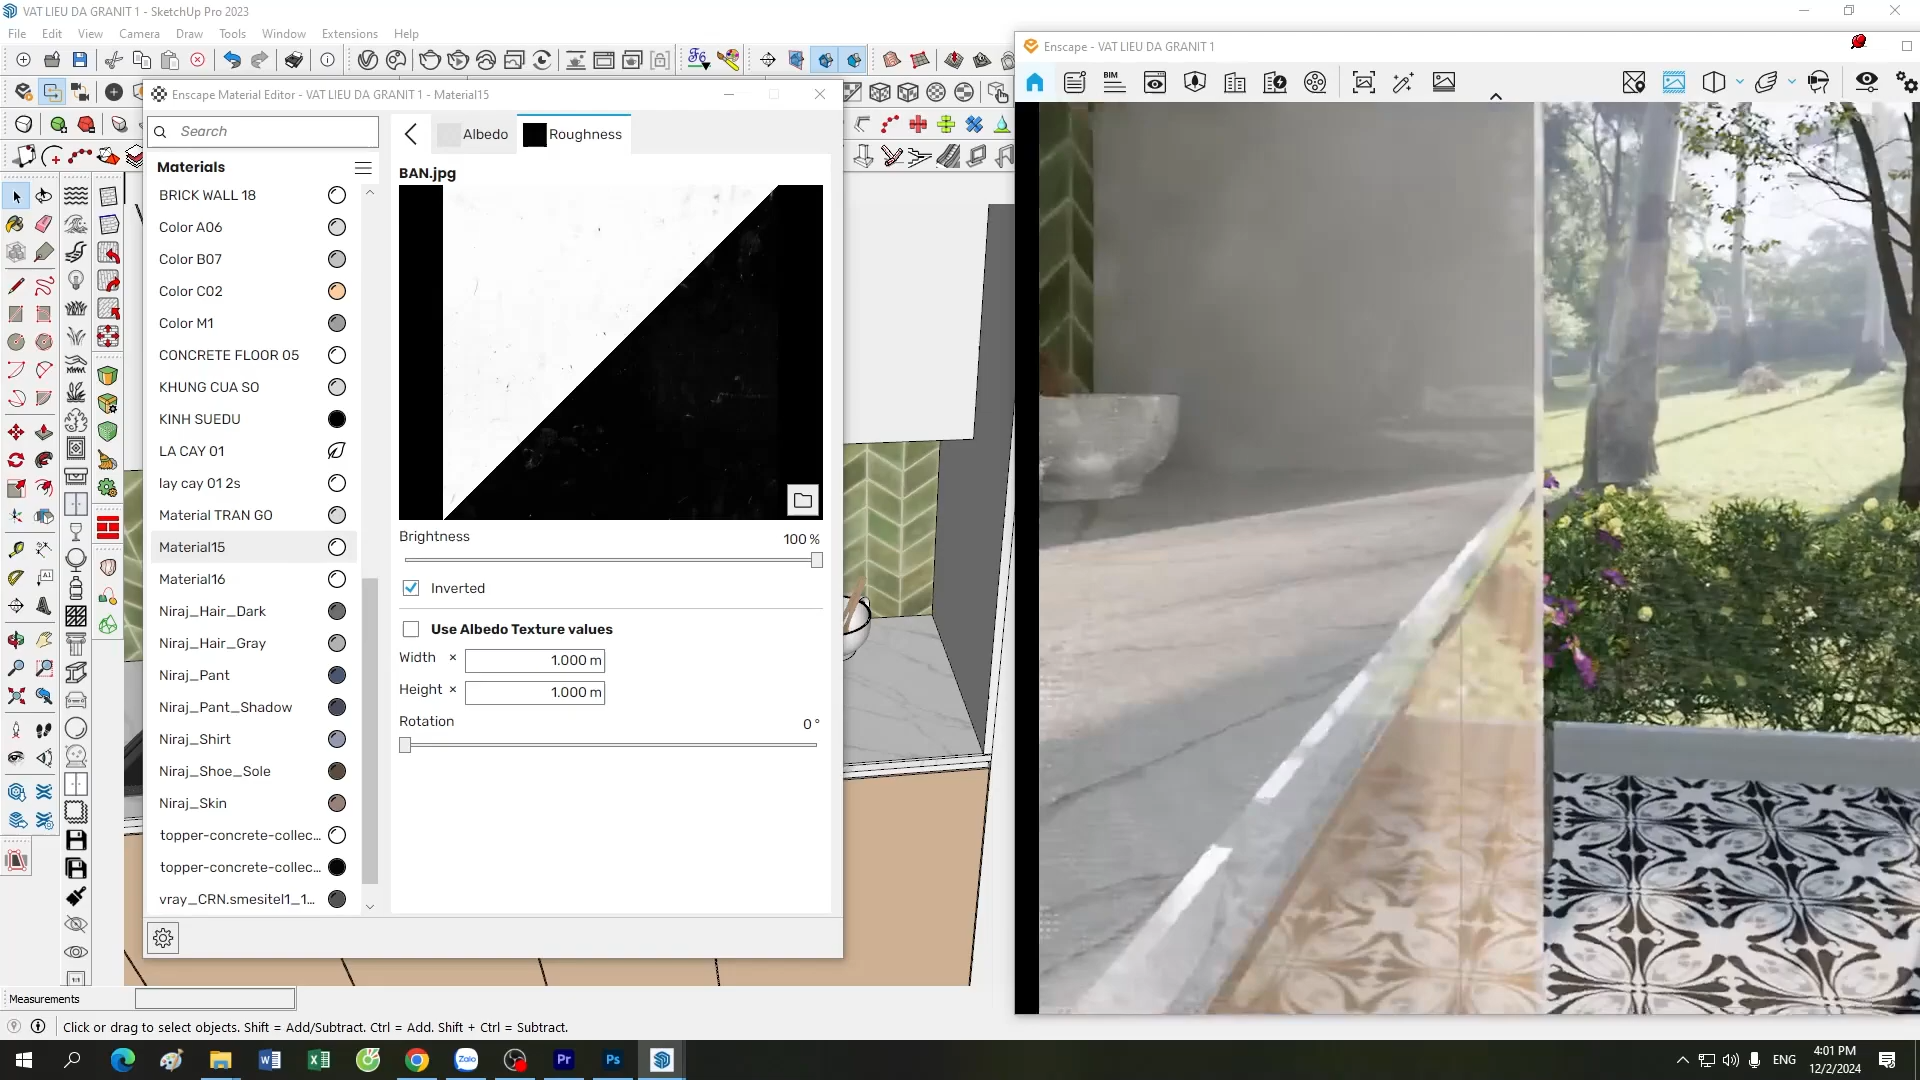 VAT LIEU DA GRANIT 1 - SketchUp Pro 2023
File Edit View Camera Draw Tools Window Extensions Help
Enscape - VAT LIEU DA GRANIT 1
BIM
Enscape Material Editor - VAT LIEU DA GRANIT 1 - Material15
Search
Albedo
Roughness
Materials
BRICK WALL 18
Color A06
Color B07
Color C02
Color M1
CONCRETE FLOOR 05
KHUNG CUA SO
KINH SUEDU
LA CAY 01
lay cay 01 2s
Material TRAN GO
Material15
Material16
Niraj_Hair_Dark
Niraj_Hair_Gray
Niraj_Pant
Niraj_Pant_Shadow
Niraj_Shirt
Niraj_Shoe_Sole
Niraj_Skin
topper-concrete-collec...
topper-concrete-collec...
vray_CRN.smesitel1_1...
BAN.jpg
Brightness 100 %
Inverted
Use Albedo Texture values
Width × 1.000 m
Height × 1.000 m
Rotation 0 °
Measurements
Click or drag to select objects. Shift = Add/Subtract. Ctrl = Add. Shift + Ctrl = Subtract.
Zalo
Pr
Ps
ENG
4:01 PM
12/2/2024